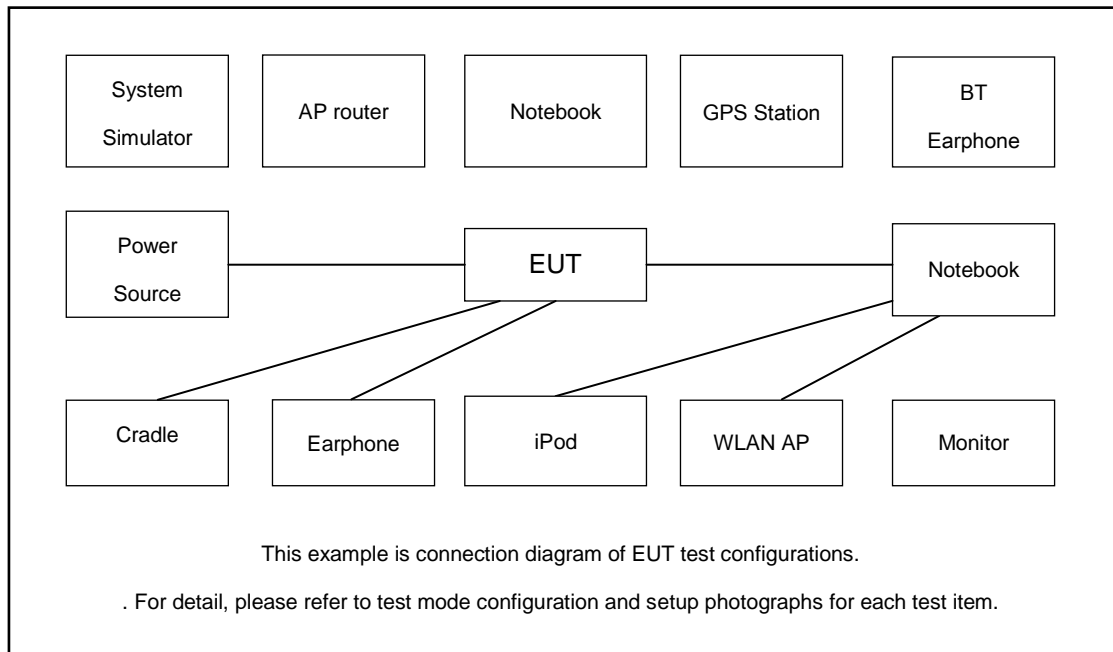 System
Simulator
AP router
Notebook
GPS Station
BT
Earphone
Power
Source
EUT
Notebook
Cradle
Earphone
iPod
WLAN AP
Monitor
This example is connection diagram of EUT test configurations.
. For detail, please refer to test mode configuration and setup photographs for each test item.